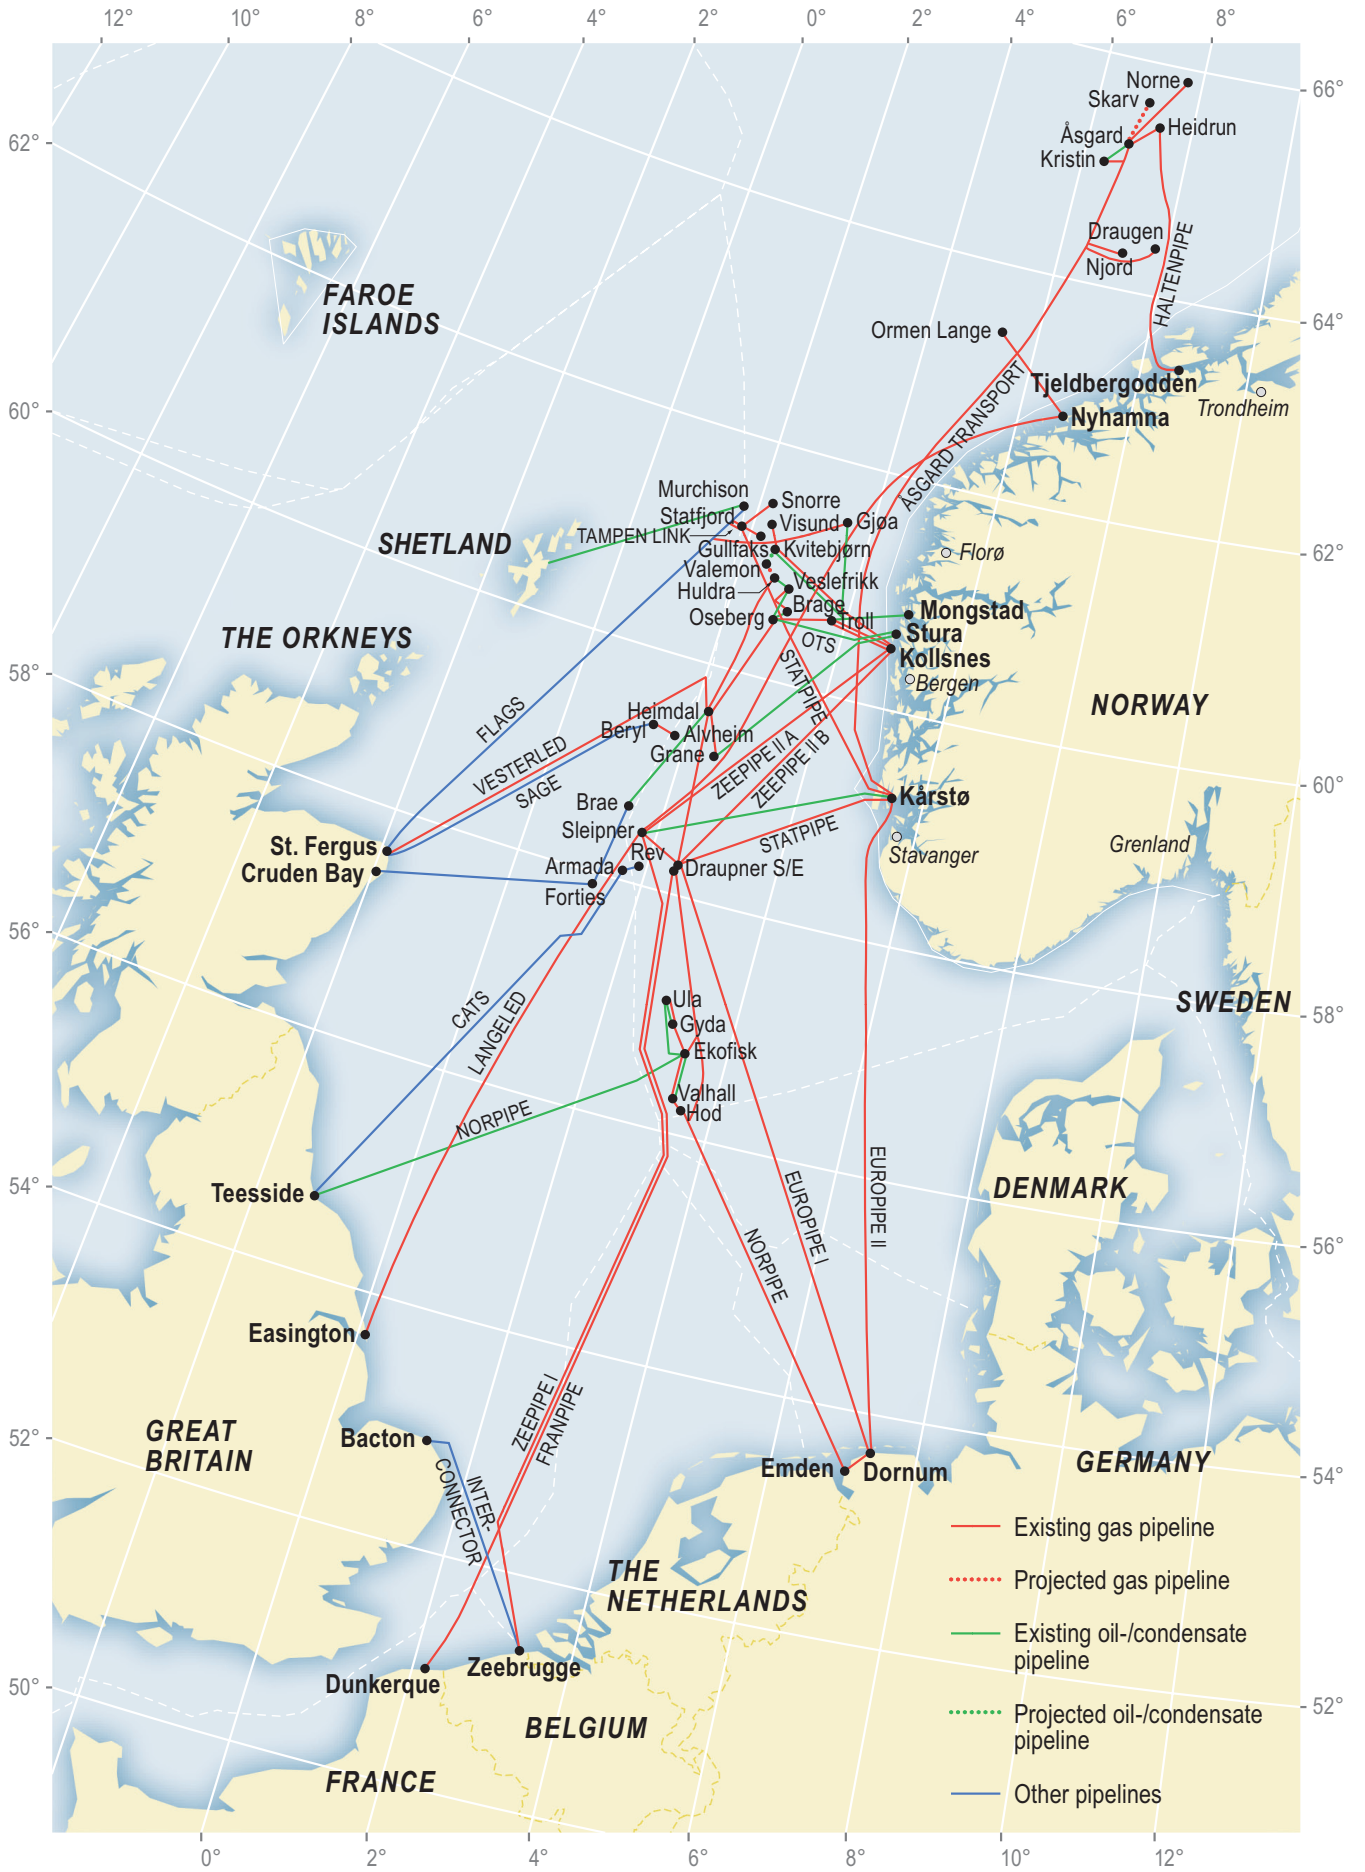 12°
10°
8°
6°
4°
2°
0°
2°
4°
6°
8°
66°
64°
62°
60°
58°
56°
54°
52°
62°
60°
58°
56°
54°
52°
50°
0°
2°
4°
6°
8°
10°
12°
Norne
Skarv
Åsgard
Heidrun
Kristin
Draugen
Njord
HALTENPIPE
FAROE
ISLANDS
Ormen Lange
ÅSGARD TRANSPORT
Tjeldbergodden
Trondheim
Nyhamna
Murchison
Snorre
Statfjord
Visund
Gjøa
TAMPEN LINK
Gullfaks
Kvitebjørn
Valemon
Huldra
Veslefrikk
Brage
Oseberg
Troll
OTS
Florø
Mongstad
Stura
Kollsnes
Bergen
SHETLAND
THE ORKNEYS
NORWAY
FLAGS
VESTERLED
SAGE
STATPIPE
Heimdal
Beryl
Alvheim
Grane
ZEEPIPE II A
ZEEPIPE II B
Brae
Sleipner
Kårstø
STATPIPE
Stavanger
Grenland
St. Fergus
Cruden Bay
Rev
Armada
Draupner S/E
Forties
CATS
LANGELED
Ula
Gyda
Ekofisk
Valhall
Hod
SWEDEN
NORPIPE
EUROPIPE II
EUROPIPE I
NORPIPE
DENMARK
Teesside
Easington
ZEEPIPE I
FRANPIPE
GREAT
BRITAIN
Bacton
INTER-
CONNECTOR
Emden
Dornum
GERMANY
THE
NETHERLANDS
Zeebrugge
Dunkerque
BELGIUM
FRANCE
Existing gas pipeline
Projected gas pipeline
Existing oil-/condensate
pipeline
Projected oil-/condensate
pipeline
Other pipelines